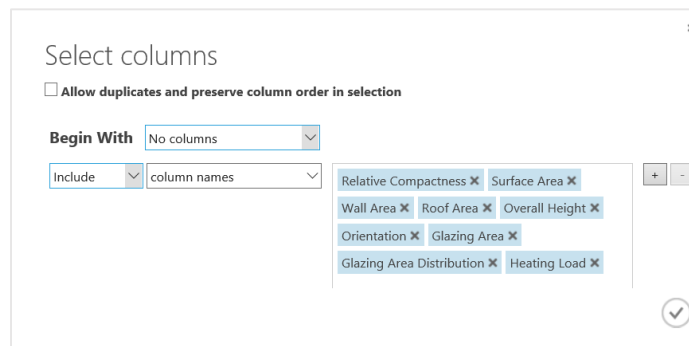 Select columns
Allow duplicates and preserve column order in selection
Begin With No columns
Include column names
Relative Compactness Surface Area
Wall Area Roof Area Overall Height
Orientation Glazing Area
Glazing Area Distribution Heating Load